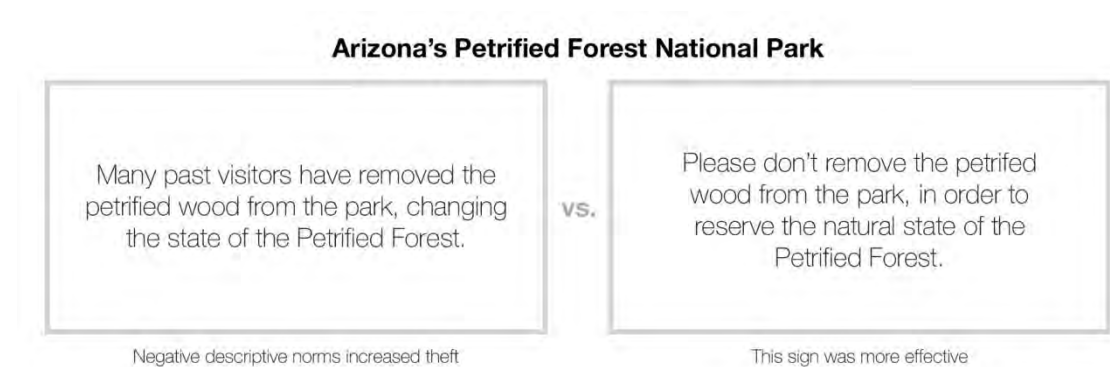 Arizona’s Petrified Forest National Park
Many past visitors have removed the
petrified wood from the park, changing
the state of the Petrified Forest.
vs.
Please don’t remove the petrifed
wood from the park, in order to
reserve the natural state of the
Petrified Forest.
Negative descriptive norms increased theft
This sign was more effective